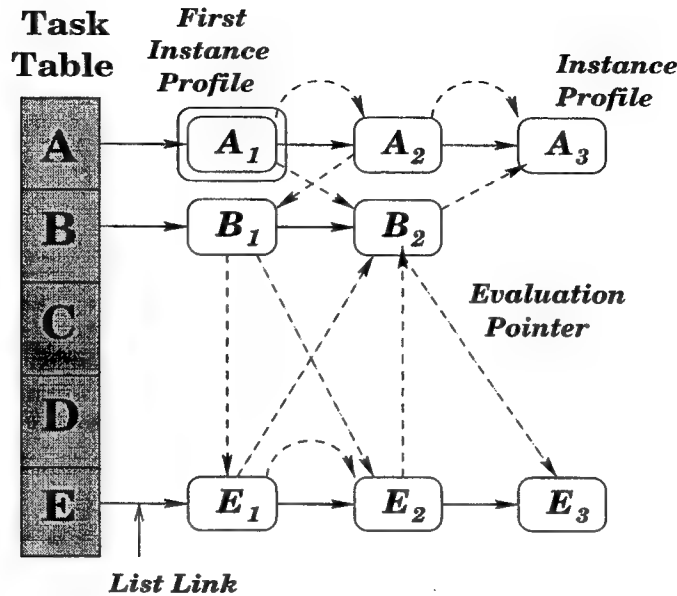 Task
Table
First
Instance
Profile
Instance
Profile
A
A1
A2
A3
B
B1
B2
C
Evaluation
Pointer
D
E
E1
E2
E3
List Link